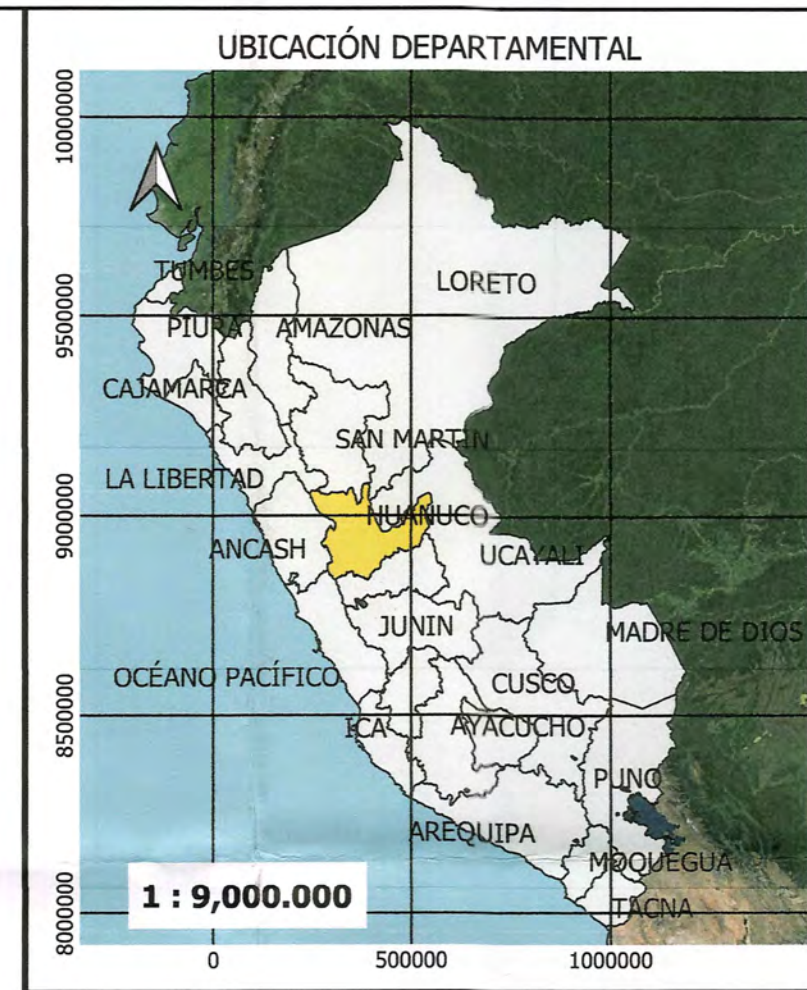 UBICACIÓN DEPARTAMENTAL
10000000
9500000
9000000
8500000
8000000
TUMBES
LORETO
PIURA
AMAZONAS
CAJAMARCA
SAN MARTIN
LA LIBERTAD
HUANUCO
ANCASH
UCAYALI
JUNIN
MADRE DE DIOS
OCÉANO PACÍFICO
CUSCO
ICA
AYACUCHO
PUNO
AREQUIPA
MOQUEGUA
1 : 9,000.000
TACNA
0
500000
1000000